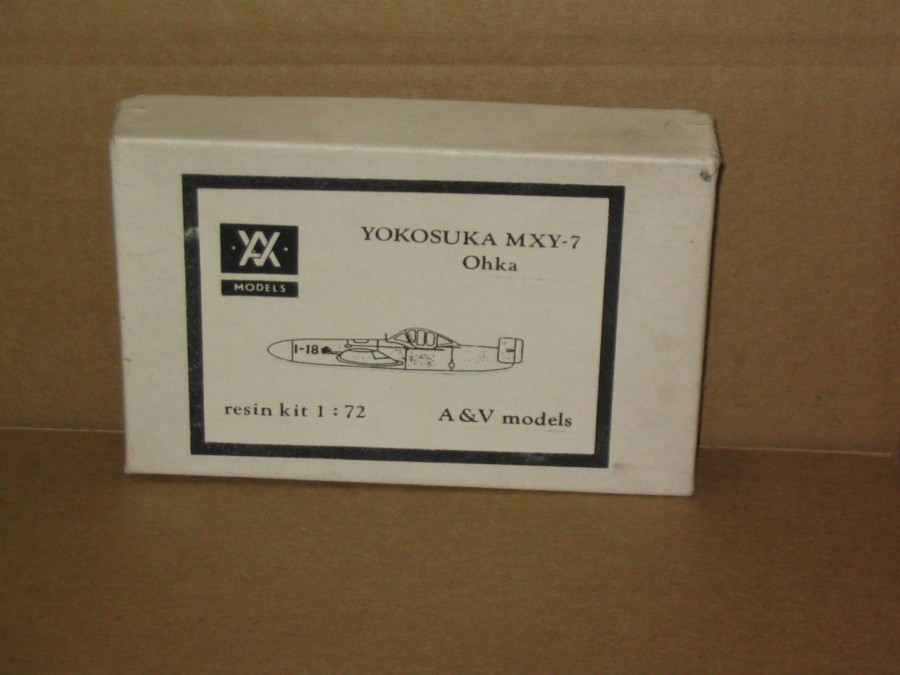 YOKOSUKA MXY-7
Ohka
MODELS
I-18
resin kit 1 : 72
A & V models